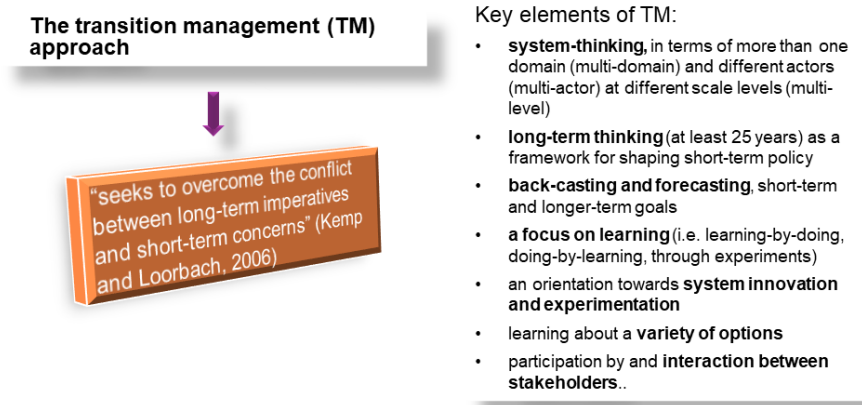 The transition management (TM)
approach
“seeks to overcome the conflict
between long-term imperatives
and short-term concerns” (Kemp
and Loorbach, 2006)
Key elements of TM:
• system-thinking, in terms of more than one
domain (multi-domain) and different actors
(multi-actor) at different scale levels (multi-
level)
• long-term thinking (at least 25 years) as a
framework for shaping short-term policy
• back-casting and forecasting, short-term
and longer-term goals
• a focus on learning (i.e. learning-by-doing,
doing-by-learning, through experiments)
• an orientation towards system innovation
and experimentation
• learning about a variety of options
• participation by and interaction between
stakeholders..